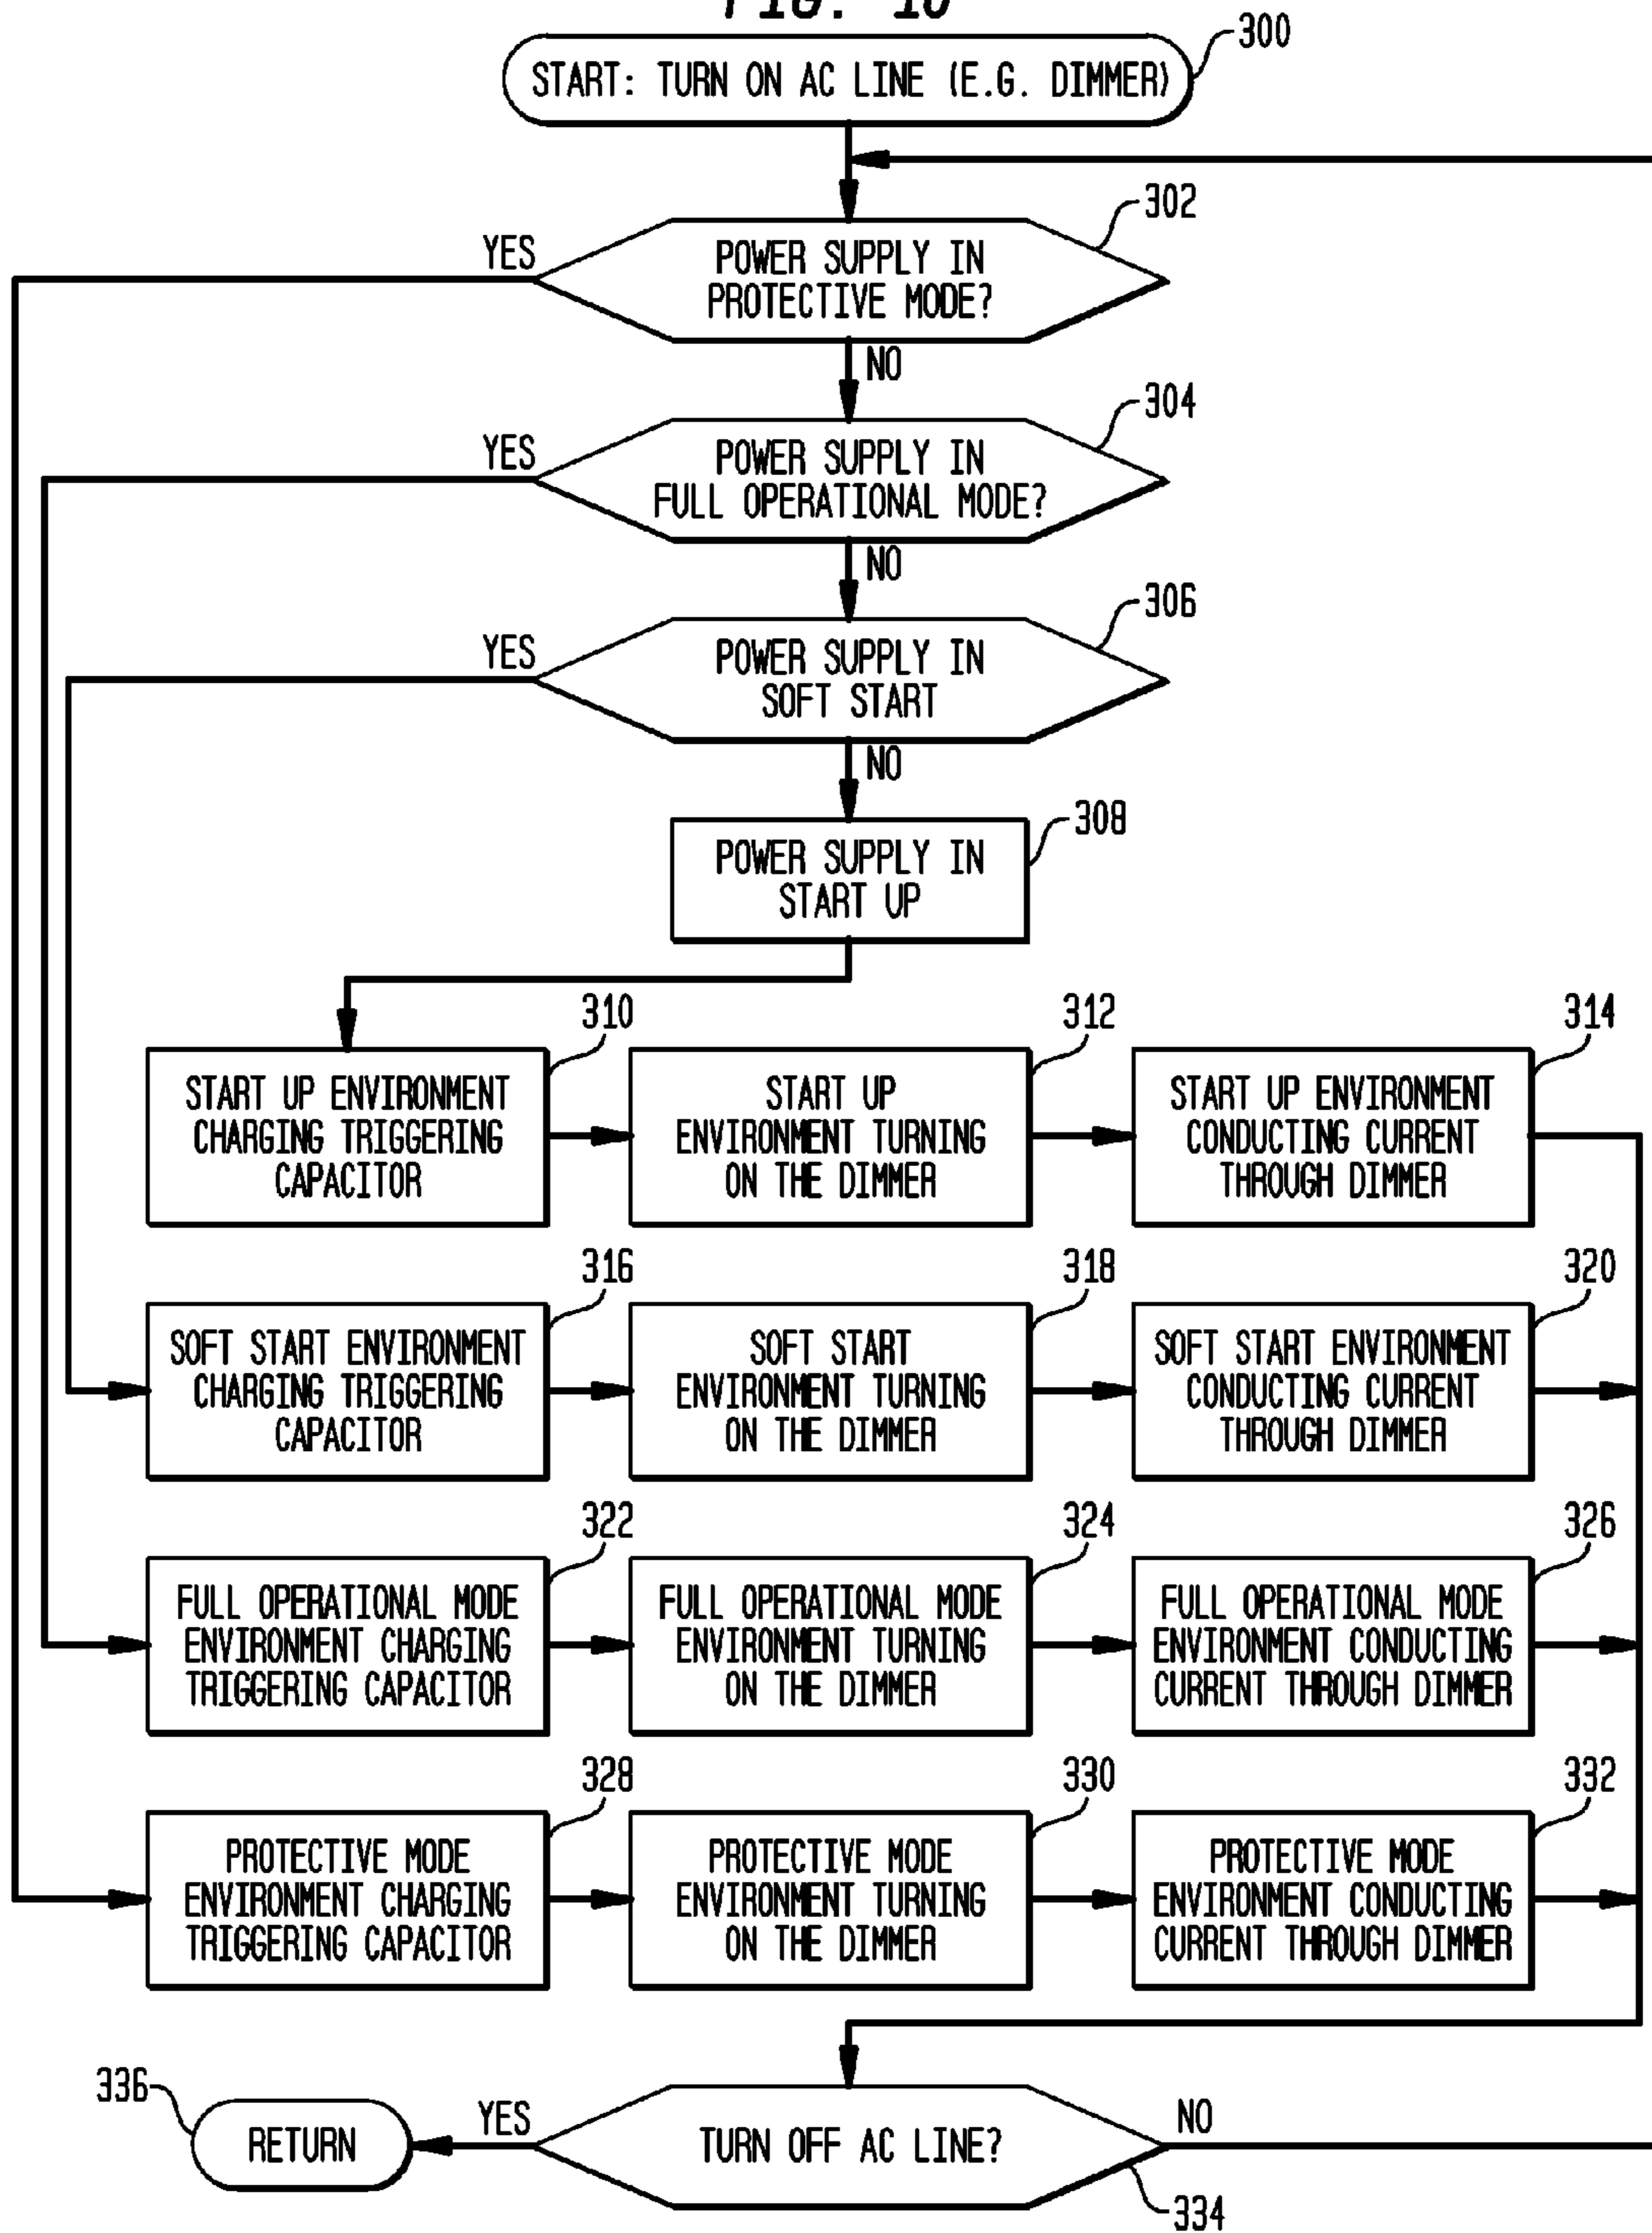 FIG. 10
START: TURN ON AC LINE (E.G. DIMMER)
300
302
YES
POWER SUPPLY IN
PROTECTIVE MODE?
NO
304
YES
POWER SUPPLY IN
FULL OPERATIONAL MODE?
NO
306
YES
POWER SUPPLY IN
SOFT START
NO
308
POWER SUPPLY IN
START UP
310
START UP ENVIRONMENT
CHARGING TRIGGERING
CAPACITOR
312
START UP
ENVIRONMENT TURNING
ON THE DIMMER
314
START UP ENVIRONMENT
CONDUCTING CURRENT
THROUGH DIMMER
316
SOFT START ENVIRONMENT
CHARGING TRIGGERING
CAPACITOR
318
SOFT START
ENVIRONMENT TURNING
ON THE DIMMER
320
SOFT START ENVIRONMENT
CONDUCTING CURRENT
THROUGH DIMMER
322
FULL OPERATIONAL MODE
ENVIRONMENT CHARGING
TRIGGERING CAPACITOR
324
FULL OPERATIONAL MODE
ENVIRONMENT TURNING
ON THE DIMMER
326
FULL OPERATIONAL MODE
ENVIRONMENT CONDUCTING
CURRENT THROUGH DIMMER
328
PROTECTIVE MODE
ENVIRONMENT CHARGING
TRIGGERING CAPACITOR
330
PROTECTIVE MODE
ENVIRONMENT TURNING
ON THE DIMMER
332
PROTECTIVE MODE
ENVIRONMENT CONDUCTING
CURRENT THROUGH DIMMER
336
RETURN
YES
TURN OFF AC LINE?
NO
334